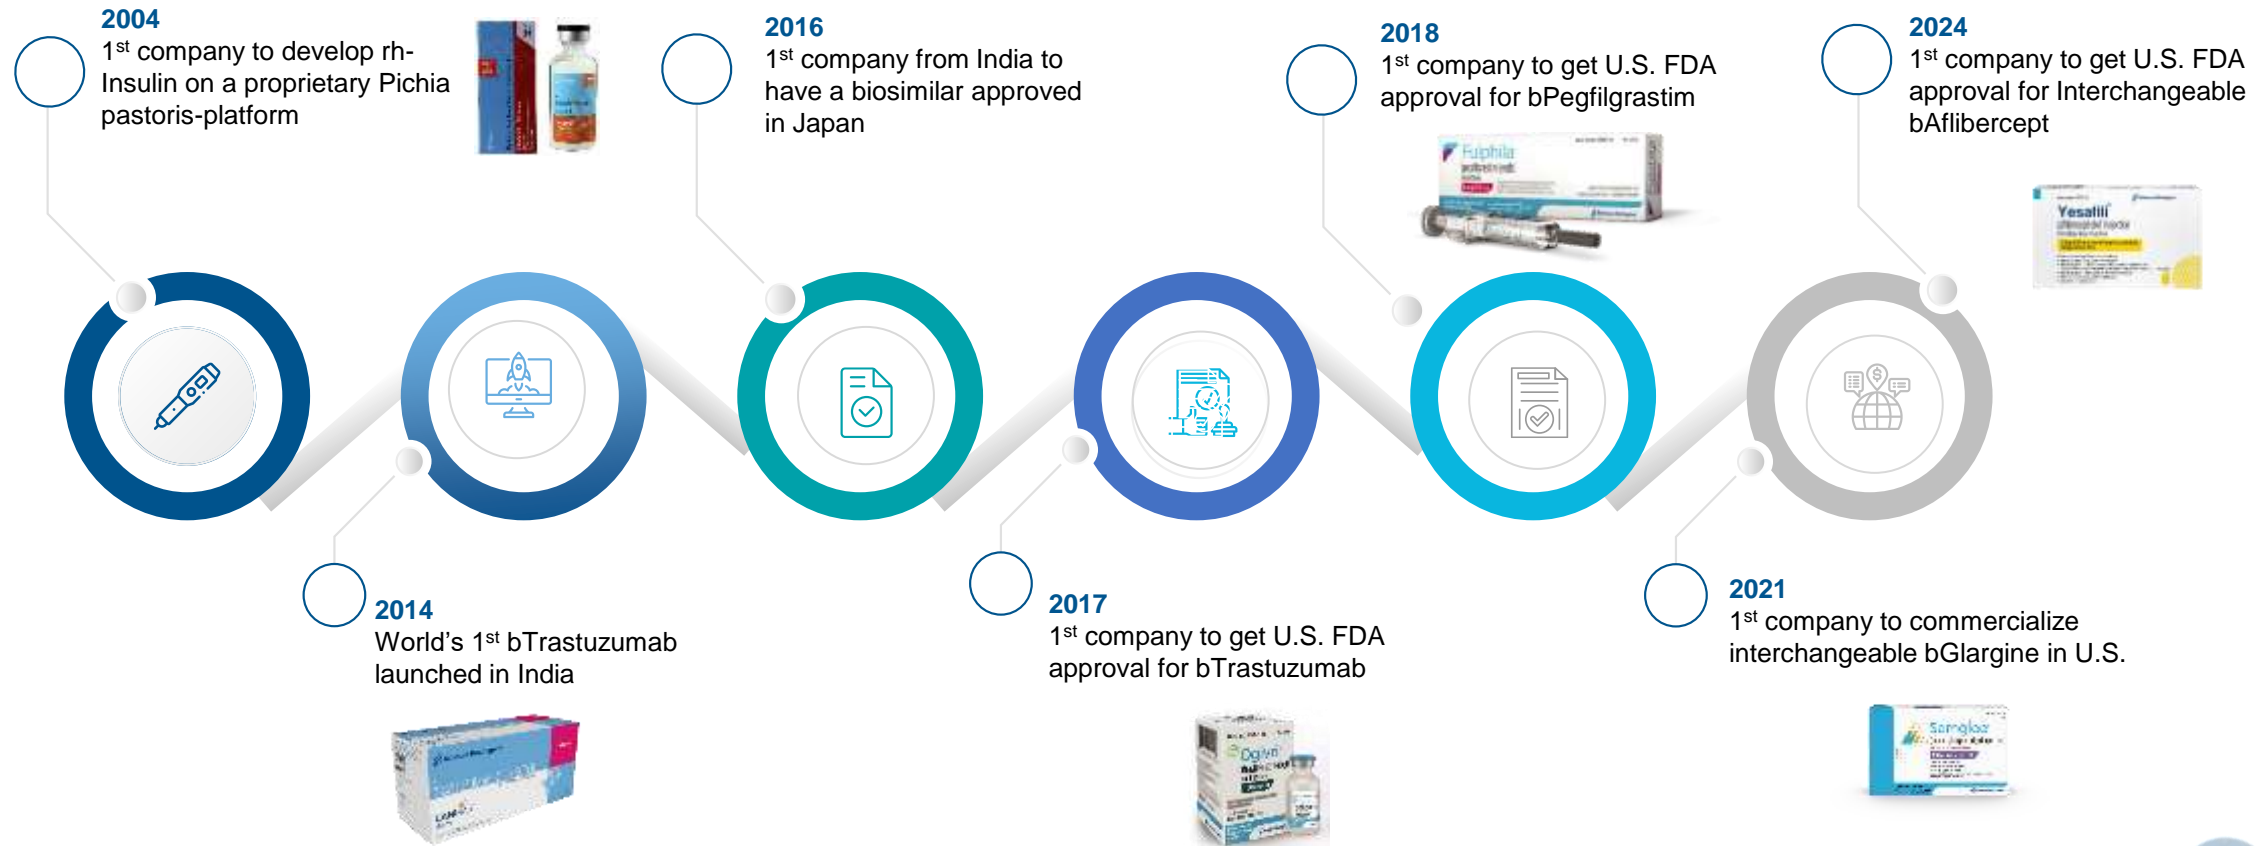 2004
1st company to develop rh-
Insulin on a proprietary Pichia
pastoris-platform
2016
1st company from India to
have a biosimilar approved
in Japan
2018
1st company to get U.S. FDA
approval for bPegfilgrastim
Fulphila
2024
1st company to get U.S. FDA
approval for Interchangeable
bAflibercept
Yesafili
$
2014
World's 1st bTrastuzumab
launched in India
2017
1st company to get U.S. FDA
approval for bTrastuzumab
Ogivri
2021
1st company to commercialize
interchangeable bGlargine in U.S.
Semglee